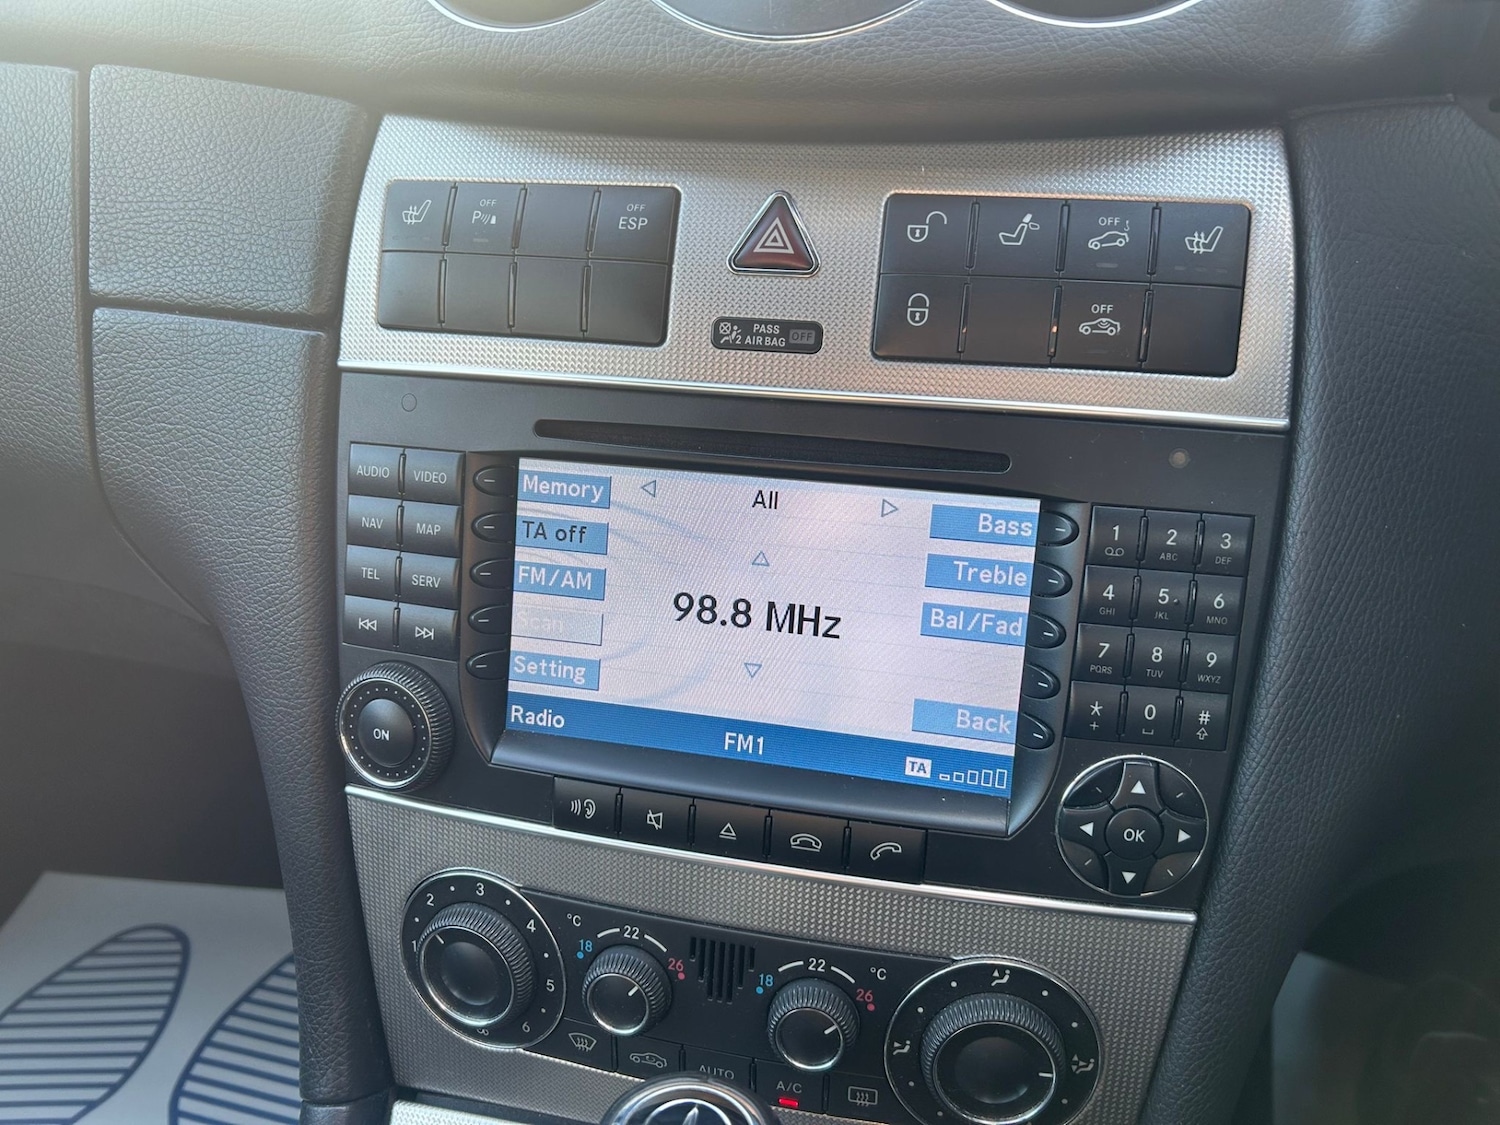 OFF
P
OFF
ESP
OFF
OFF
PASS
AIR BAG OFF
2
AUDIO VIDEO
NAV MAP
TEL SERV
ON
Memory
All
Bass
TA off
Treble
FM/AM
98.8 MHz
Bal/Fad
Scan
Setting
Back
Radio
FM1
TA
1 2 3
ABC DEF
4 5 6
GHI JKL MNO
7 8 9
PQRS TUV WXYZ
* 0 #
+
OK
1 2 3 4 5 6
°C
18 22 26
18 22 26
°C
AUTO
A/C